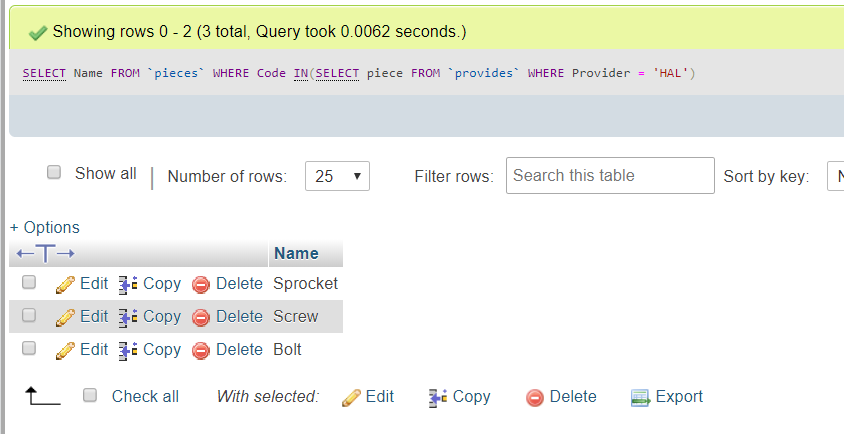 Showing rows 0 - 2 (3 total, Query took 0.0062 seconds.)
SELECT Name FROM `pieces` WHERE Code IN(SELECT piece FROM `provides` WHERE Provider = 'HAL')
Show all | Number of rows: 25 Filter rows: Search this table Sort by key: N
+ Options
←T→ Name
Edit Copy Delete Sprocket
Edit Copy Delete Screw
Edit Copy Delete Bolt
Check all With selected: Edit Copy Delete Export